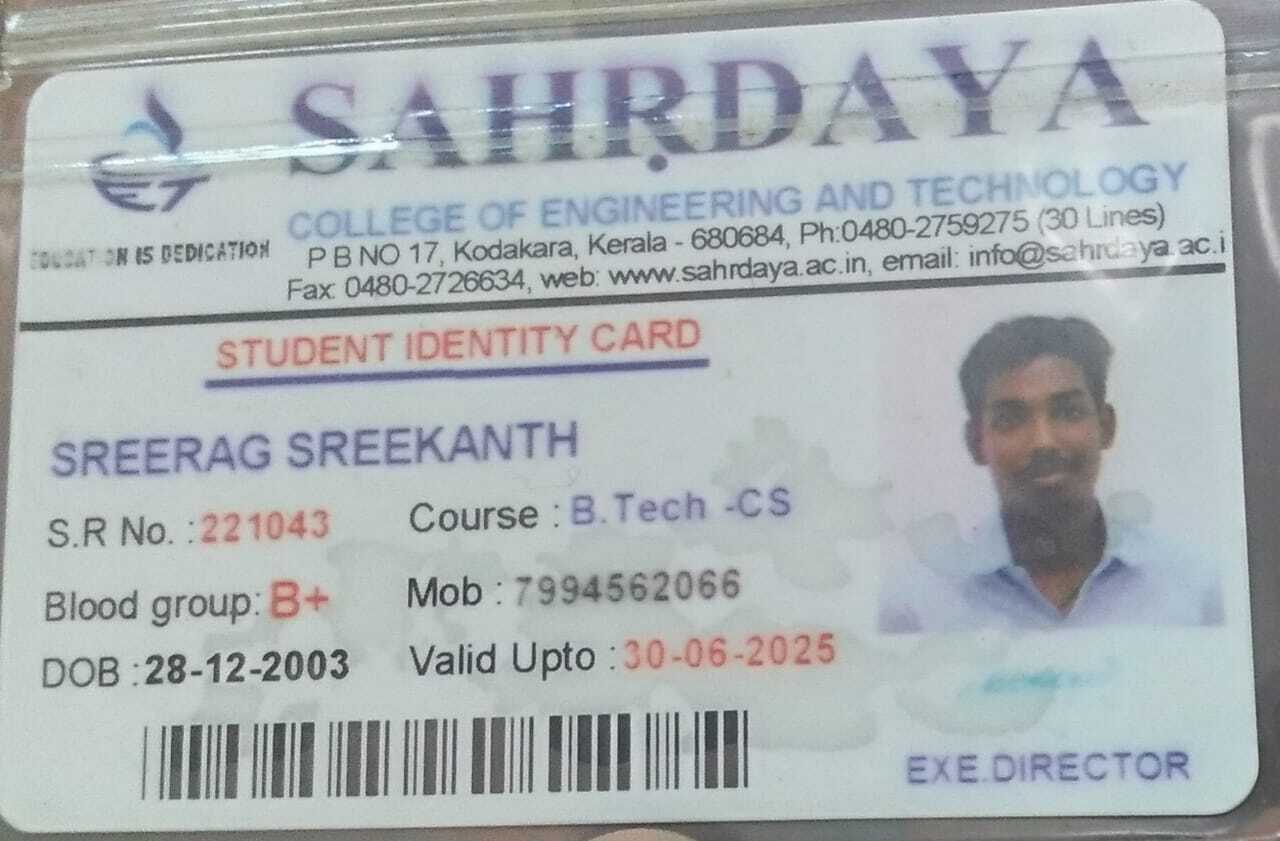 SAHṚDAYA
COLLEGE OF ENGINEERING AND TECHNOLOGY
EDUCATION IS DEDICATION
P B NO 17, Kodakara, Kerala - 680684, Ph:0480-2759275 (30 Lines)
Fax: 0480-2726634, web: www.sahrdaya.ac.in, email: info@sahrdaya.ac.i
STUDENT IDENTITY CARD
SREERAG SREEKANTH
S.R No. :221043 Course : B.Tech -CS
Blood group: B+ Mob : 7994562066
DOB :28-12-2003 Valid Upto :30-06-2025
EXE.DIRECTOR